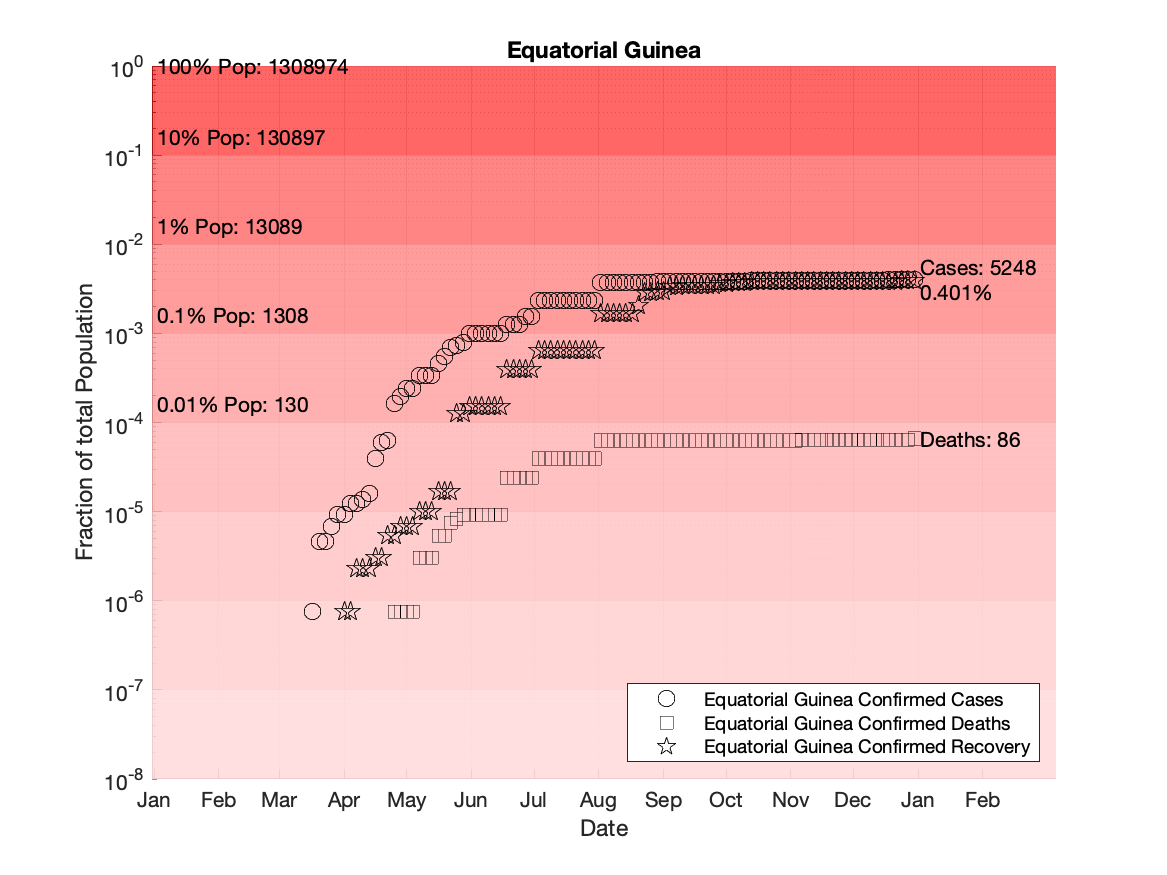 Equatorial Guinea
10^0
100% Pop: 1308974
10% Pop: 130897
10^-1
1% Pop: 13089
10^-2
Cases: 5248
0.401%
0.1% Pop: 1308
10^-3
0.01% Pop: 130
10^-4
Deaths: 86
10^-5
10^-6
10^-7
10^-8
Fraction of total Population
Equatorial Guinea Confirmed Cases
Equatorial Guinea Confirmed Deaths
Equatorial Guinea Confirmed Recovery
Jan Feb Mar Apr May Jun Jul Aug Sep Oct Nov Dec Jan Feb
Date